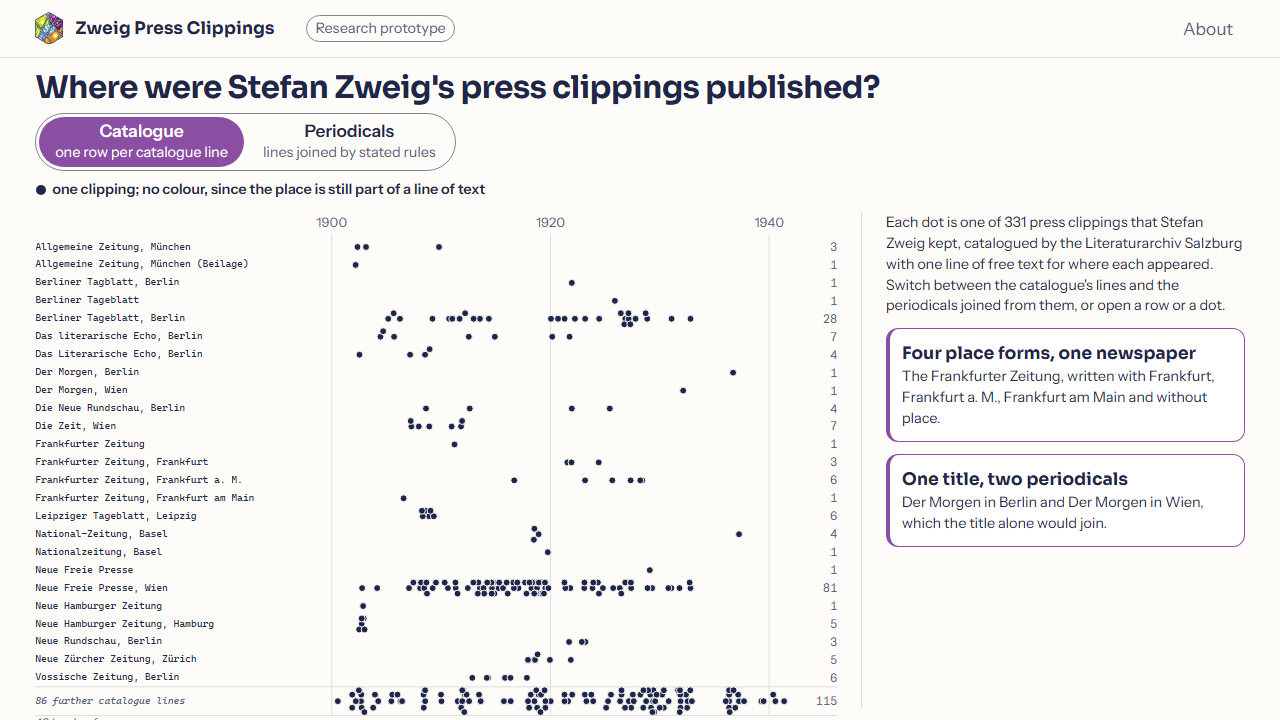 Zweig Press Clippings
Research prototype
About
Where were Stefan Zweig's press clippings published?
Catalogue
one row per catalogue line
Periodicals
lines joined by stated rules
one clipping; no colour, since the place is still part of a line of text
1900 1920 1940
Allgemeine Zeitung, München 3
Allgemeine Zeitung, München (Beilage) 1
Berliner Tagblatt, Berlin 1
Berliner Tageblatt 1
Berliner Tageblatt, Berlin 28
Das literarische Echo, Berlin 7
Das Literarische Echo, Berlin 4
Der Morgen, Berlin 1
Der Morgen, Wien 1
Die Neue Rundschau, Berlin 4
Die Zeit, Wien 7
Frankfurter Zeitung 1
Frankfurter Zeitung, Frankfurt 3
Frankfurter Zeitung, Frankfurt a. M. 6
Frankfurter Zeitung, Frankfurt am Main 1
Leipziger Tageblatt, Leipzig 6
National-Zeitung, Basel 4
Nationalzeitung, Basel 1
Neue Freie Presse 1
Neue Freie Presse, Wien 81
Neue Hamburger Zeitung 1
Neue Hamburger Zeitung, Hamburg 5
Neue Rundschau, Berlin 3
Neue Zürcher Zeitung, Zürich 5
Vossische Zeitung, Berlin 6
86 further catalogue lines 115
Each dot is one of 331 press clippings that Stefan
Zweig kept, catalogued by the Literaturarchiv Salzburg
with one line of free text for where each appeared.
Switch between the catalogue's lines and the
periodicals joined from them, or open a row or a dot.
Four place forms, one newspaper
The Frankfurter Zeitung, written with Frankfurt,
Frankfurt a. M., Frankfurt am Main and without
place.
One title, two periodicals
Der Morgen in Berlin and Der Morgen in Wien,
which the title alone would join.